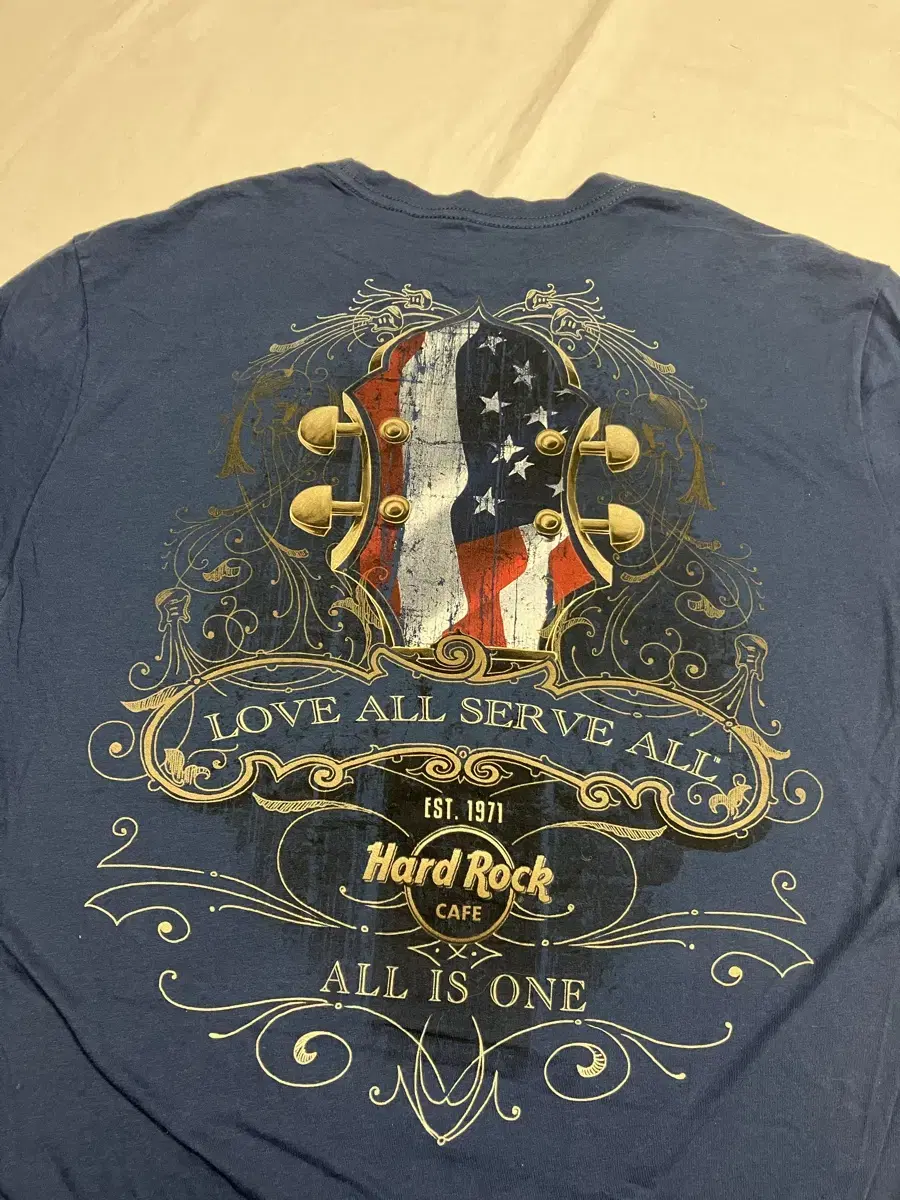 LOVE ALL SERVE ALL
EST. 1971
Hard Rock
CAFE
ALL IS ONE